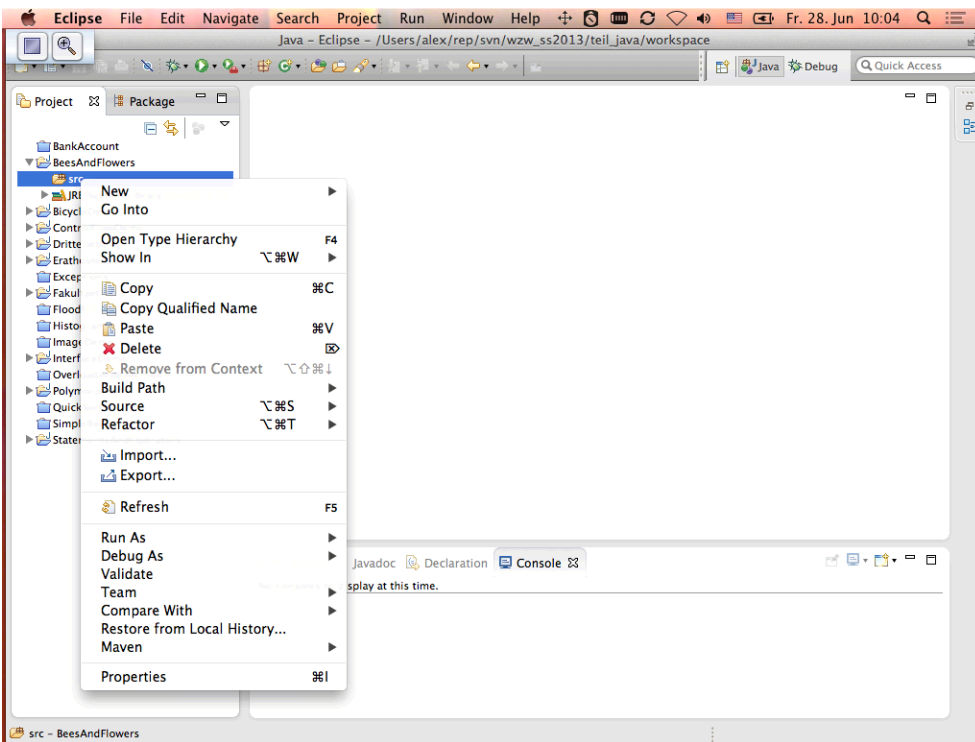 Eclipse File Edit Navigate Search Project Run Window Help Fr. 28. Jun 10:04
Java – Eclipse – /Users/alex/rep/svn/wzw_ss2013/teil_java/workspace
Java Debug Quick Access
Project Package
BankAccount
BeesAndFlowers
src
New
Go Into
Open Type Hierarchy F4
Show In ⌥⌘W
Copy ⌘C
Copy Qualified Name
Paste ⌘V
Delete ⌦
Remove from Context ⌥⇧⌘↓
Build Path
Source ⌥⌘S
Refactor ⌥⌘T
Import...
Export...
Refresh F5
Run As
Debug As
Validate
Team
Compare With
Restore from Local History...
Maven
Properties ⌘I
Javadoc Declaration Console
splay at this time.
src – BeesAndFlowers